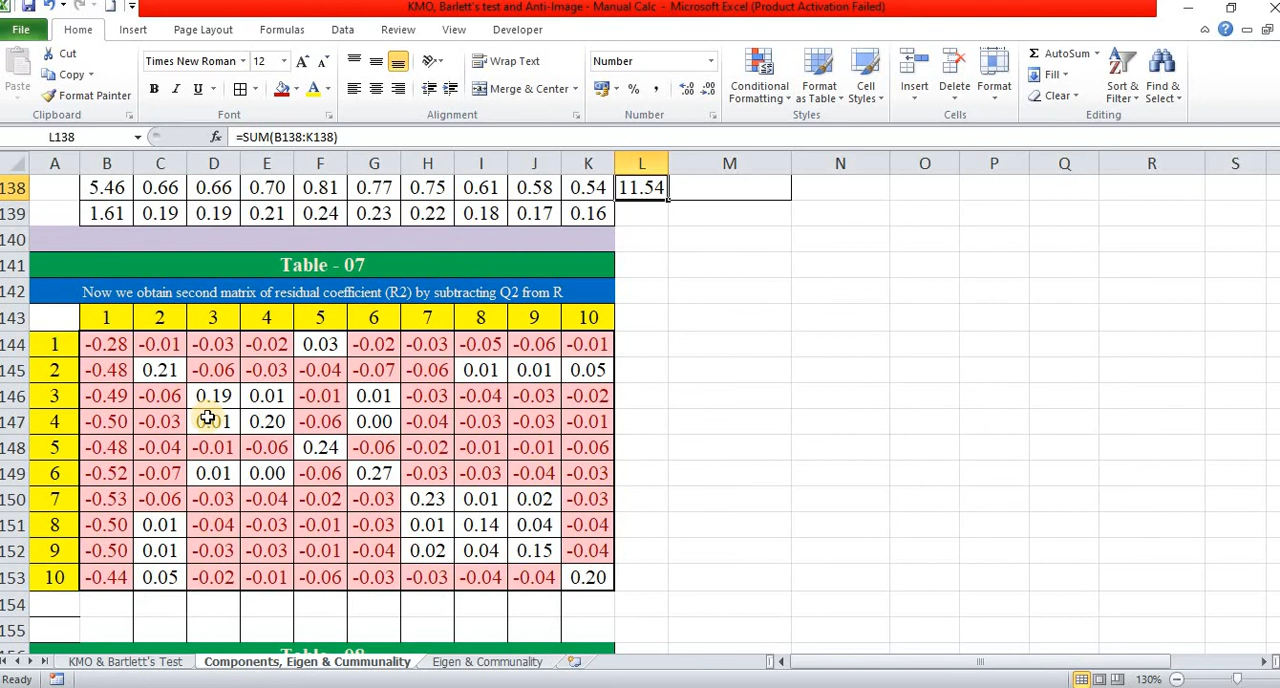 KMO, Barlett's test and Anti-Image - Manual Calc - Microsoft Excel (Product Activation Failed)
File Home Insert Page Layout Formulas Data Review View Developer
Cut
Copy
Format Painter
Paste
Clipboard
Times New Roman 12
B I U
Font
Wrap Text
Merge & Center
Alignment
Number
% ,
Number
Conditional Formatting
Format as Table
Cell Styles
Styles
Insert Delete Format
Cells
AutoSum
Fill
Clear
Sort & Filter
Find & Select
Editing
L138 fx =SUM(B138:K138)
A B C D E F G H I J K L M N O P Q R S
138 5.46 0.66 0.66 0.70 0.81 0.77 0.75 0.61 0.58 0.54 11.54
139 1.61 0.19 0.19 0.21 0.24 0.23 0.22 0.18 0.17 0.16
140
141 Table - 07
142 Now we obtain second matrix of residual coefficient (R2) by subtracting Q2 from R
143 1 2 3 4 5 6 7 8 9 10
144 1 -0.28 -0.01 -0.03 -0.02 0.03 -0.02 -0.03 -0.05 -0.06 -0.01
145 2 -0.48 0.21 -0.06 -0.03 -0.04 -0.07 -0.06 0.01 0.01 0.05
146 3 -0.49 -0.06 0.19 0.01 -0.01 0.01 -0.03 -0.04 -0.03 -0.02
147 4 -0.50 -0.03 0.01 0.20 -0.06 0.00 -0.04 -0.03 -0.03 -0.01
148 5 -0.48 -0.04 -0.01 -0.06 0.24 -0.06 -0.02 -0.01 -0.01 -0.06
149 6 -0.52 -0.07 0.01 0.00 -0.06 0.27 -0.03 -0.03 -0.04 -0.03
150 7 -0.53 -0.06 -0.03 -0.04 -0.02 -0.03 0.23 0.01 0.02 -0.03
151 8 -0.50 0.01 -0.04 -0.03 -0.01 -0.03 0.01 0.14 0.04 -0.04
152 9 -0.50 0.01 -0.03 -0.03 -0.01 -0.04 0.02 0.04 0.15 -0.04
153 10 -0.44 0.05 -0.02 -0.01 -0.06 -0.03 -0.03 -0.04 -0.04 0.20
154
155
KMO & Bartlett's Test Components, Eigen & Cummunality Eigen & Communality
Ready 130%